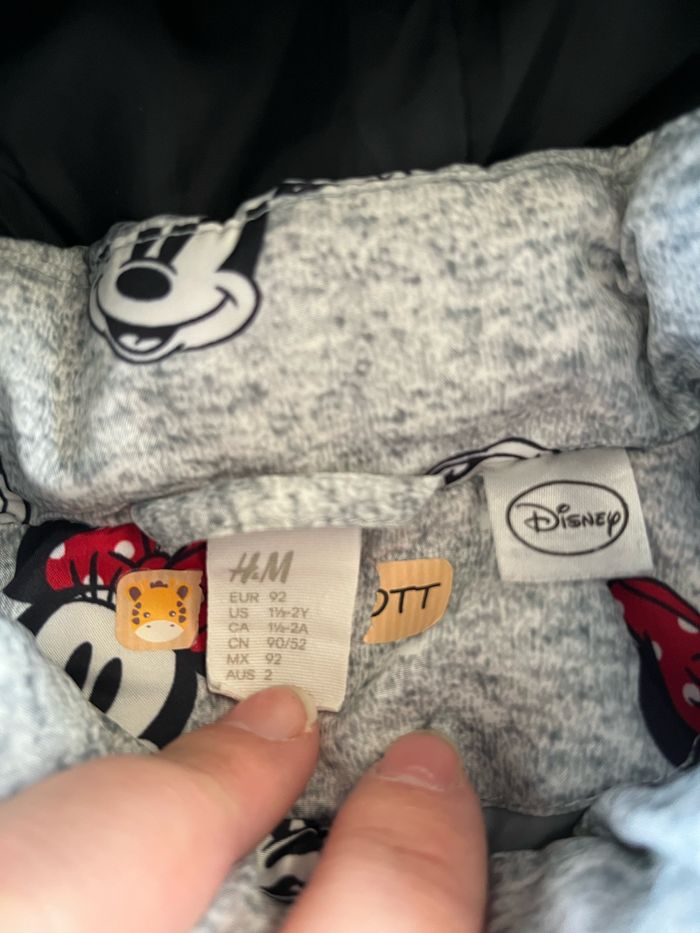 H&M
EUR 92
US 1½-2Y
CA 1½-2A
CN 90/52
MX 92
AUS 2
OTT
Disney